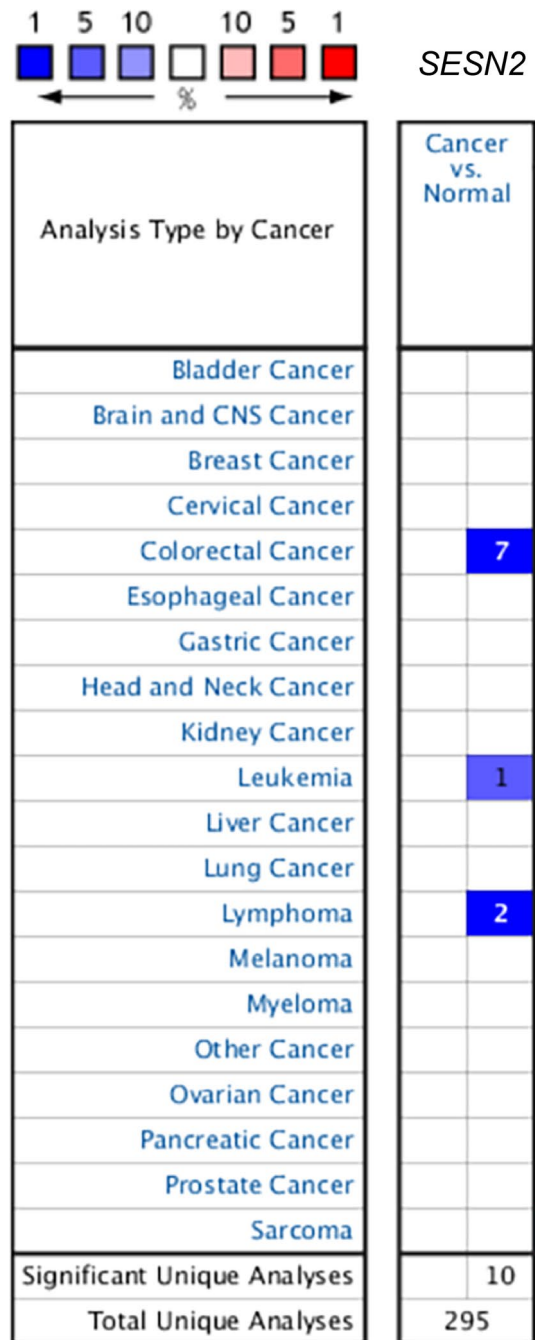 1 5 10 10 5 1
%
SESN2
Analysis Type by Cancer
Cancer
vs.
Normal
Bladder Cancer
Brain and CNS Cancer
Breast Cancer
Cervical Cancer
Colorectal Cancer 7
Esophageal Cancer
Gastric Cancer
Head and Neck Cancer
Kidney Cancer
Leukemia 1
Liver Cancer
Lung Cancer
Lymphoma 2
Melanoma
Myeloma
Other Cancer
Ovarian Cancer
Pancreatic Cancer
Prostate Cancer
Sarcoma
Significant Unique Analyses 10
Total Unique Analyses 295